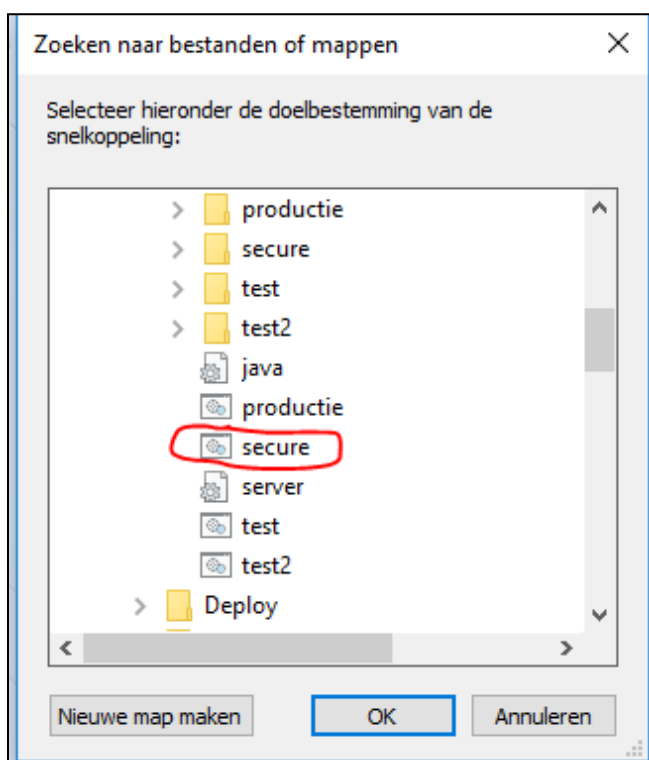 Zoeken naar bestanden of mappen
Selecteer hieronder de doelbestemming van de
snelkoppeling:
productie
secure
test
test2
java
productie
secure
server
test
test2
Deploy
Nieuwe map maken OK Annuleren